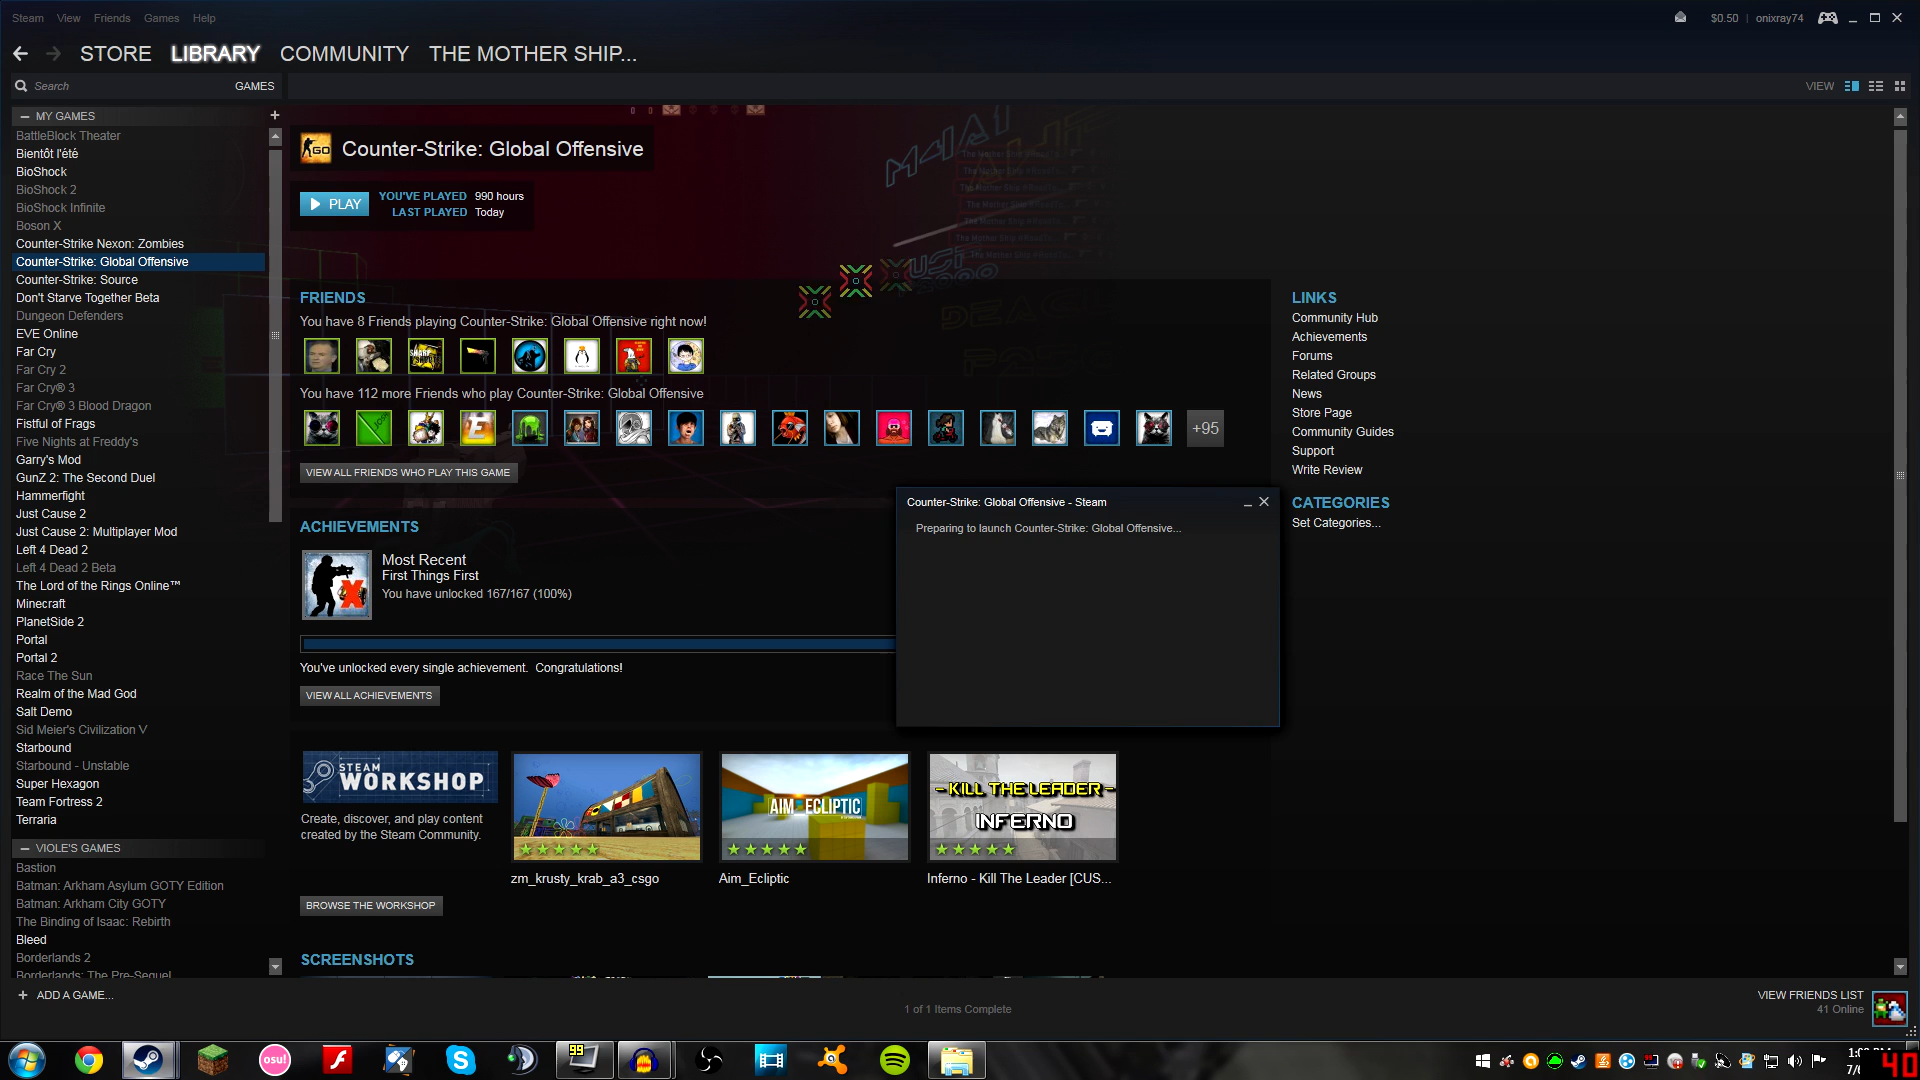 Steam View Friends Games Help
$0.50 | onixray74
STORE LIBRARY COMMUNITY THE MOTHER SHIP...
Search GAMES
VIEW
MY GAMES
BattleBlock Theater
Bientôt l'été
BioShock
BioShock 2
BioShock Infinite
Boson X
Counter-Strike Nexon: Zombies
Counter-Strike: Global Offensive
Counter-Strike: Source
Don't Starve Together Beta
Dungeon Defenders
EVE Online
Far Cry
Far Cry 2
Far Cry® 3
Far Cry® 3 Blood Dragon
Fistful of Frags
Five Nights at Freddy's
Garry's Mod
GunZ 2: The Second Duel
Hammerfight
Just Cause 2
Just Cause 2: Multiplayer Mod
Left 4 Dead 2
Left 4 Dead 2 Beta
The Lord of the Rings Online™
Minecraft
PlanetSide 2
Portal
Portal 2
Race The Sun
Realm of the Mad God
Salt Demo
Sid Meier's Civilization V
Starbound
Starbound - Unstable
Super Hexagon
Team Fortress 2
Terraria
VIOLE'S GAMES
Bastion
Batman: Arkham Asylum GOTY Edition
Batman: Arkham City GOTY
The Binding of Isaac: Rebirth
Bleed
Borderlands 2
Borderlands: The Pre-Sequel
+ ADD A GAME...
GO
Counter-Strike: Global Offensive
PLAY
YOU'VE PLAYED 990 hours
LAST PLAYED Today
M4A1
FRIENDS
You have 8 Friends playing Counter-Strike: Global Offensive right now!
You have 112 more Friends who play Counter-Strike: Global Offensive
+95
VIEW ALL FRIENDS WHO PLAY THIS GAME
ACHIEVEMENTS
Most Recent
First Things First
You have unlocked 167/167 (100%)
You've unlocked every single achievement. Congratulations!
VIEW ALL ACHIEVEMENTS
Counter-Strike: Global Offensive - Steam
Preparing to launch Counter-Strike: Global Offensive...
LINKS
Community Hub
Achievements
Forums
Related Groups
News
Store Page
Community Guides
Support
Write Review
CATEGORIES
Set Categories...
STEAM
WORKSHOP
Create, discover, and play content
created by the Steam Community.
BROWSE THE WORKSHOP
zm_krusty_krab_a3_csgo
AIM_ECLIPTIC
Aim_Ecliptic
- KILL THE LEADER -
INFERNO
Inferno - Kill The Leader [CUS...
SCREENSHOTS
1 of 1 Items Complete
VIEW FRIENDS LIST
41 Online
osu!
99
40